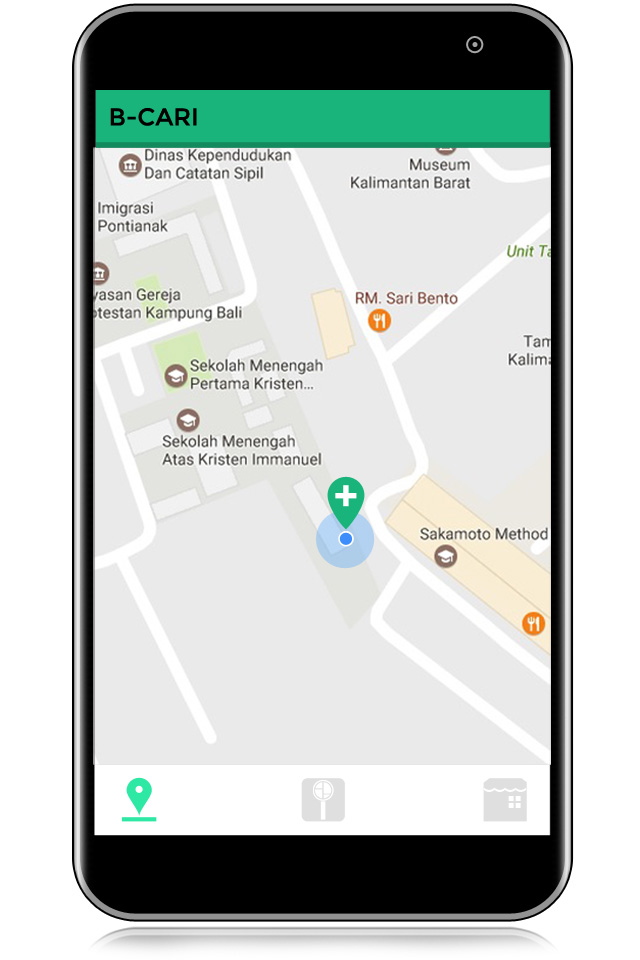 B-CARI
Dinas Kependudukan
Dan Catatan Sipil
Museum
Kalimantan Barat
Imigrasi
Pontianak
Unit Ta
yasan Gereja
otestan Kampung Bali
RM. Sari Bento
Tam
Kalima
Sekolah Menengah
Pertama Kristen...
Sekolah Menengah
Atas Kristen Immanuel
Sakamoto Method